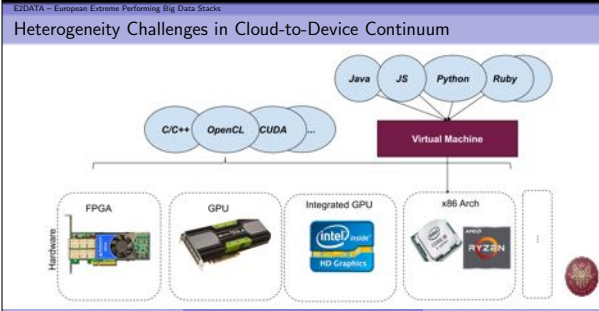 E2DATA – European Extreme Performing Big Data Stacks
Heterogeneity Challenges in Cloud-to-Device Continuum
Java JS Python Ruby
C/C++ OpenCL CUDA ...
Virtual Machine
FPGA GPU Integrated GPU x86 Arch
Hardware
intel inside
HD Graphics
AMD
RYZEN
...